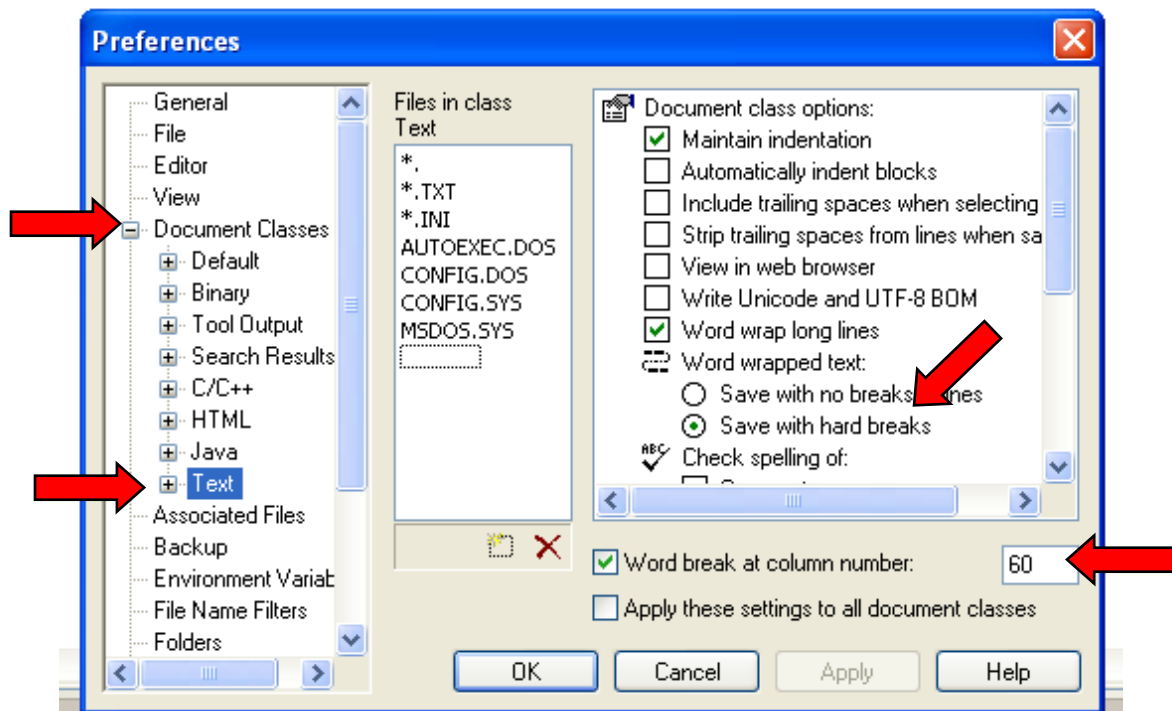 Preferences
General
File
Editor
View
Document Classes
Default
Binary
Tool Output
Search Results
C/C++
HTML
Java
Text
Associated Files
Backup
Environment Variab
File Name Filters
Folders
Files in class
Text
*.
*.TXT
*.INI
AUTOEXEC.DOS
CONFIG.DOS
CONFIG.SYS
MSDOS.SYS
Document class options:
Maintain indentation
Automatically indent blocks
Include trailing spaces when selecting
Strip trailing spaces from lines when sa
View in web browser
Write Unicode and UTF-8 BOM
Word wrap long lines
Word wrapped text:
Save with no breaks
Save with hard breaks
ABC
Check spelling of:
Word break at column number:
60
Apply these settings to all document classes
OK
Cancel
Apply
Help